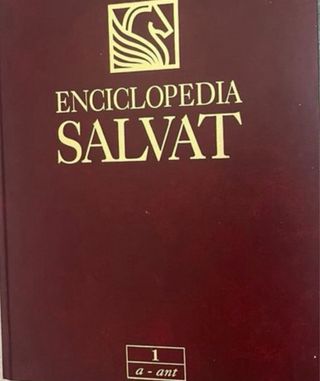 ENCICLOPEDIA
SALVAT
1
a - ant